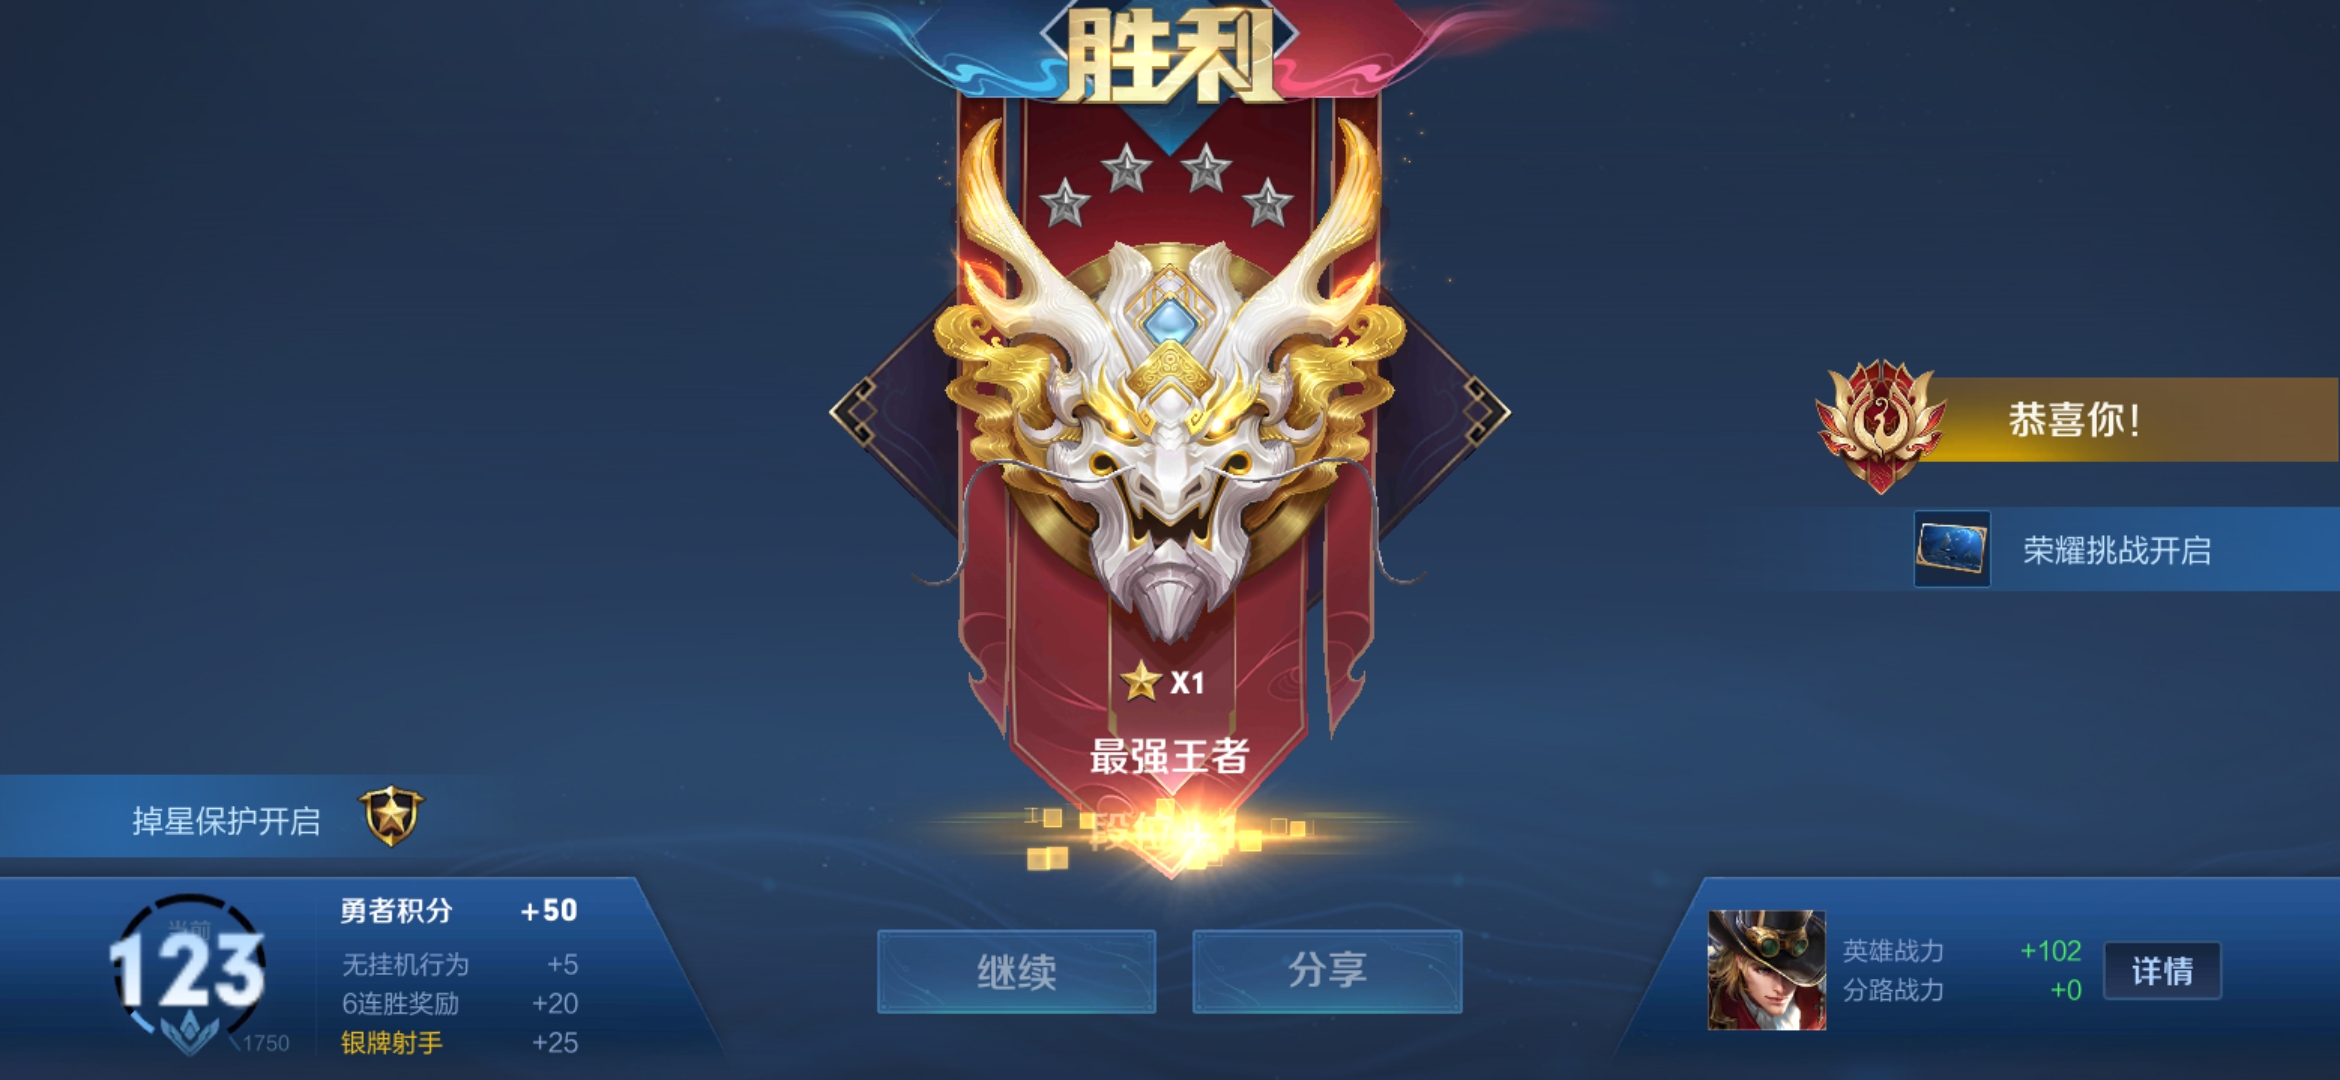 胜利
恭喜你！
荣耀挑战开启
X1
最强王者
掉星保护开启
当前
123
1750
勇者积分 +50
无挂机行为 +5
6连胜奖励 +20
银牌射手 +25
继续
分享
英雄战力 +102
分路战力 +0
详情